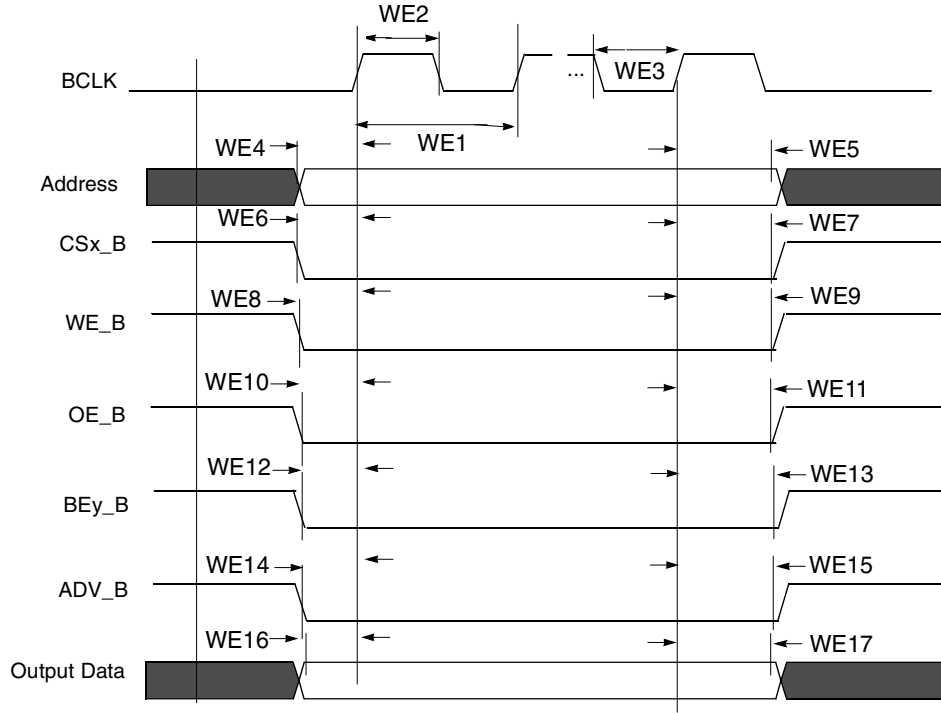 WE2
BCLK
...
WE3
WE4
WE1
WE5
Address
WE6
WE7
CSx_B
WE8
WE9
WE_B
WE10
WE11
OE_B
WE12
WE13
BEy_B
WE14
WE15
ADV_B
WE16
WE17
Output Data